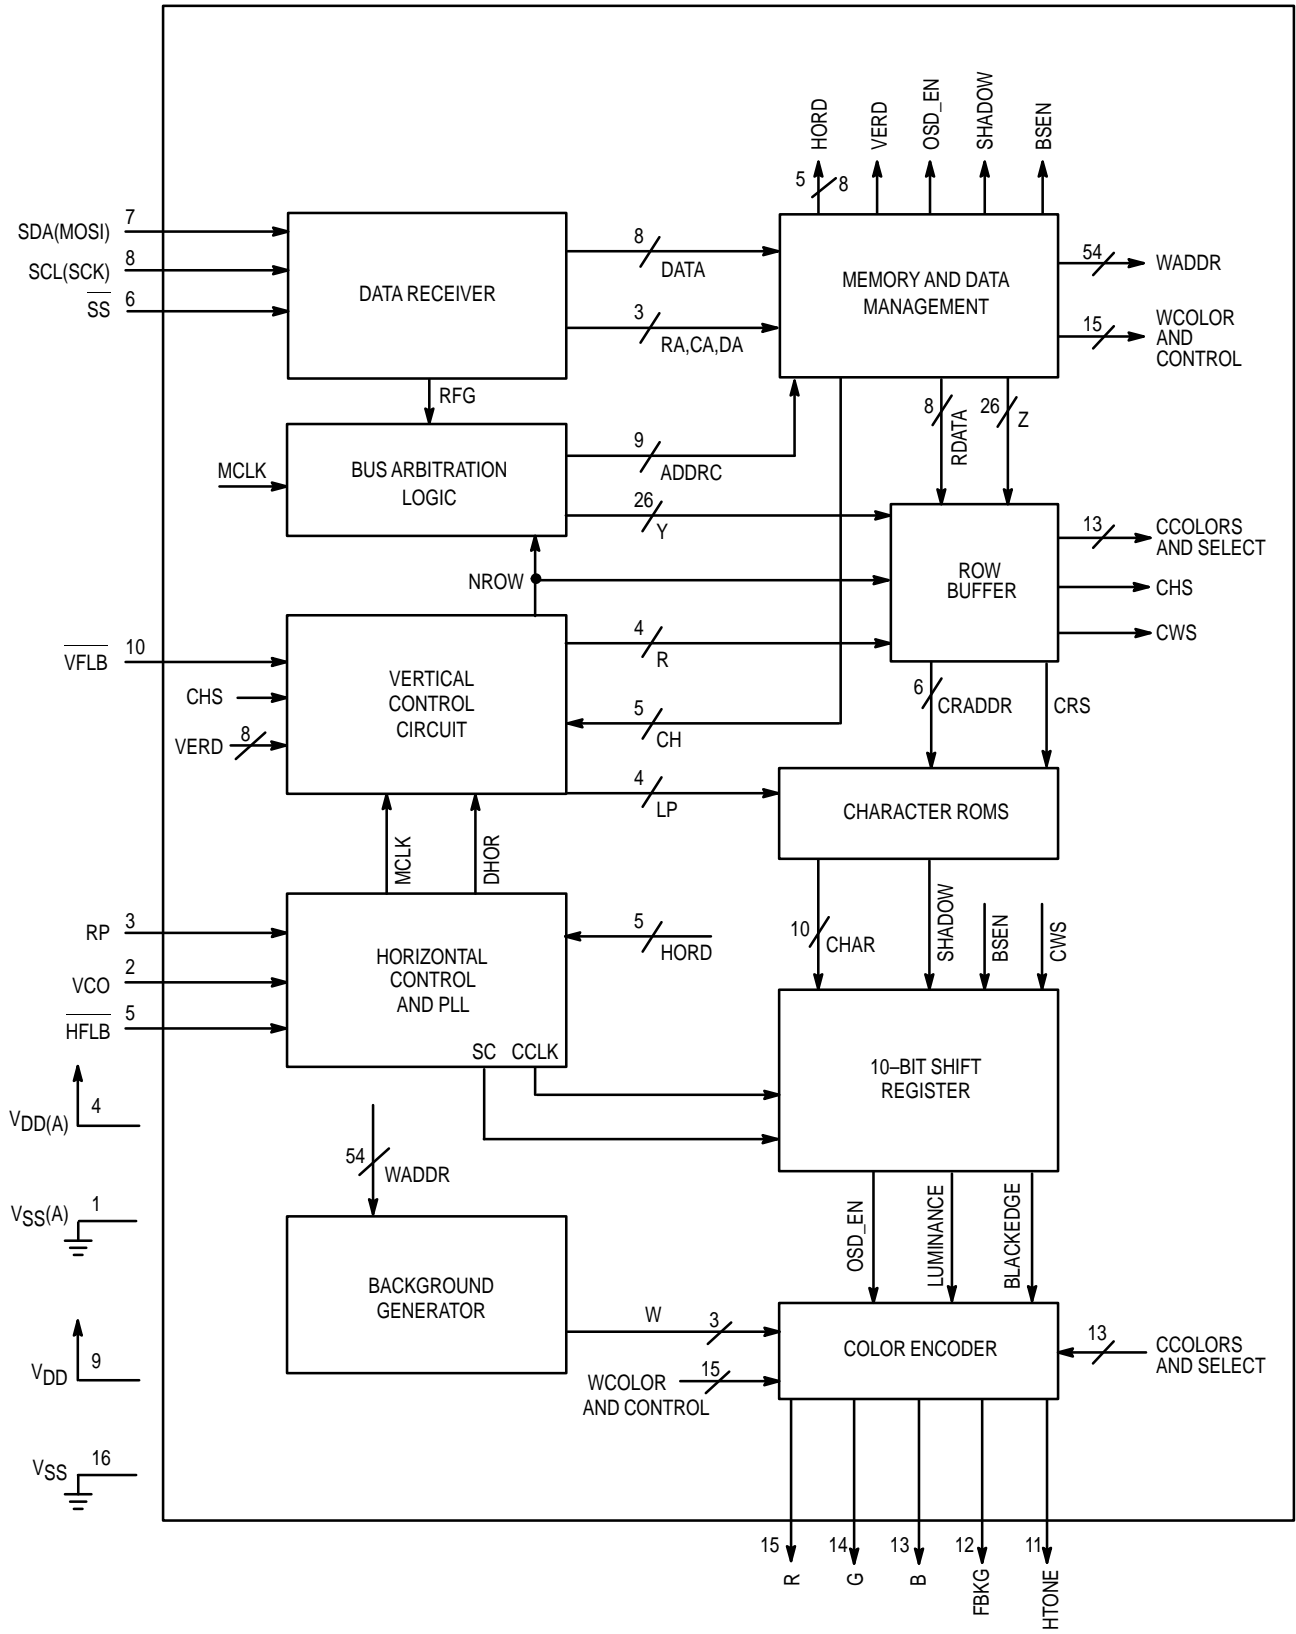 HORD
VERD
OSD_EN
SHADOW
BSEN
5
8
SDA(MOSI)
7
SCL(SCK)
8
SS
6
DATA RECEIVER
8
DATA
3
RA,CA,DA
MEMORY AND DATA
MANAGEMENT
54
WADDR
15
WCOLOR
AND
CONTROL
RFG
8
RDATA
26
Z
MCLK
BUS ARBITRATION
LOGIC
9
ADDRC
26
Y
NROW
ROW
BUFFER
13
CCOLORS
AND SELECT
CHS
CWS
VFLB
10
CHS
VERD
8
VERTICAL
CONTROL
CIRCUIT
4
R
5
CH
4
LP
6
CRADDR
CRS
CHARACTER ROMS
MCLK
DHOR
10
CHAR
SHADOW
BSEN
CWS
RP
3
VCO
2
HFLB
5
HORIZONTAL
CONTROL
AND PLL
SC
CCLK
5
HORD
10–BIT SHIFT
REGISTER
VDD(A)
4
54
WADDR
VSS(A)
1
OSD_EN
LUMINANCE
BLACKEDGE
BACKGROUND
GENERATOR
W
3
COLOR ENCODER
13
CCOLORS
AND SELECT
VDD
9
WCOLOR
AND CONTROL
15
VSS
16
15
14
13
12
11
R
G
B
FBKG
HTONE